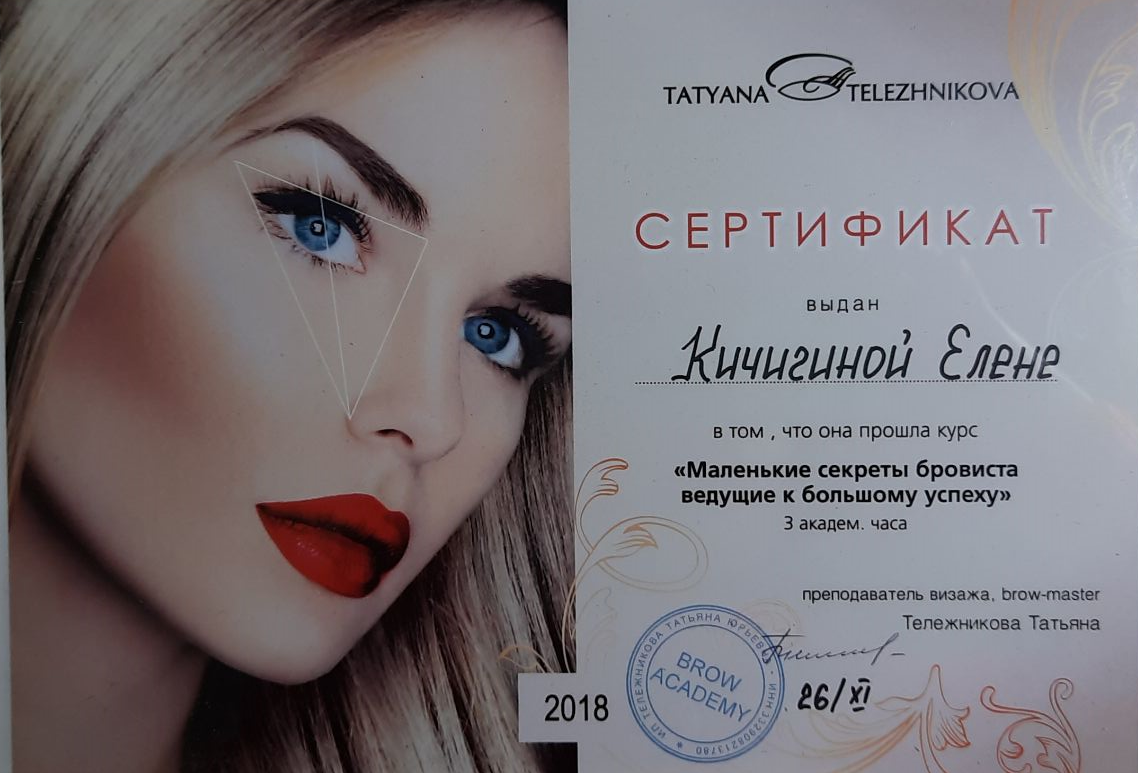 TATYANA TELEZHNIKOVA
СЕРТИФИКАТ
выдан
Кичигиной Елене
в том , что она прошла курс
«Маленькие секреты бровиста
ведущие к большому успеху»
3 академ. часа
преподаватель визажа, brow-master
Тележникова Татьяна
ИП ТЕЛЕЖНИКОВА ТАТЬЯНА ЮРЬЕВНА - ИНН 332908213780
BROW
ACADEMY
26/XI
2018